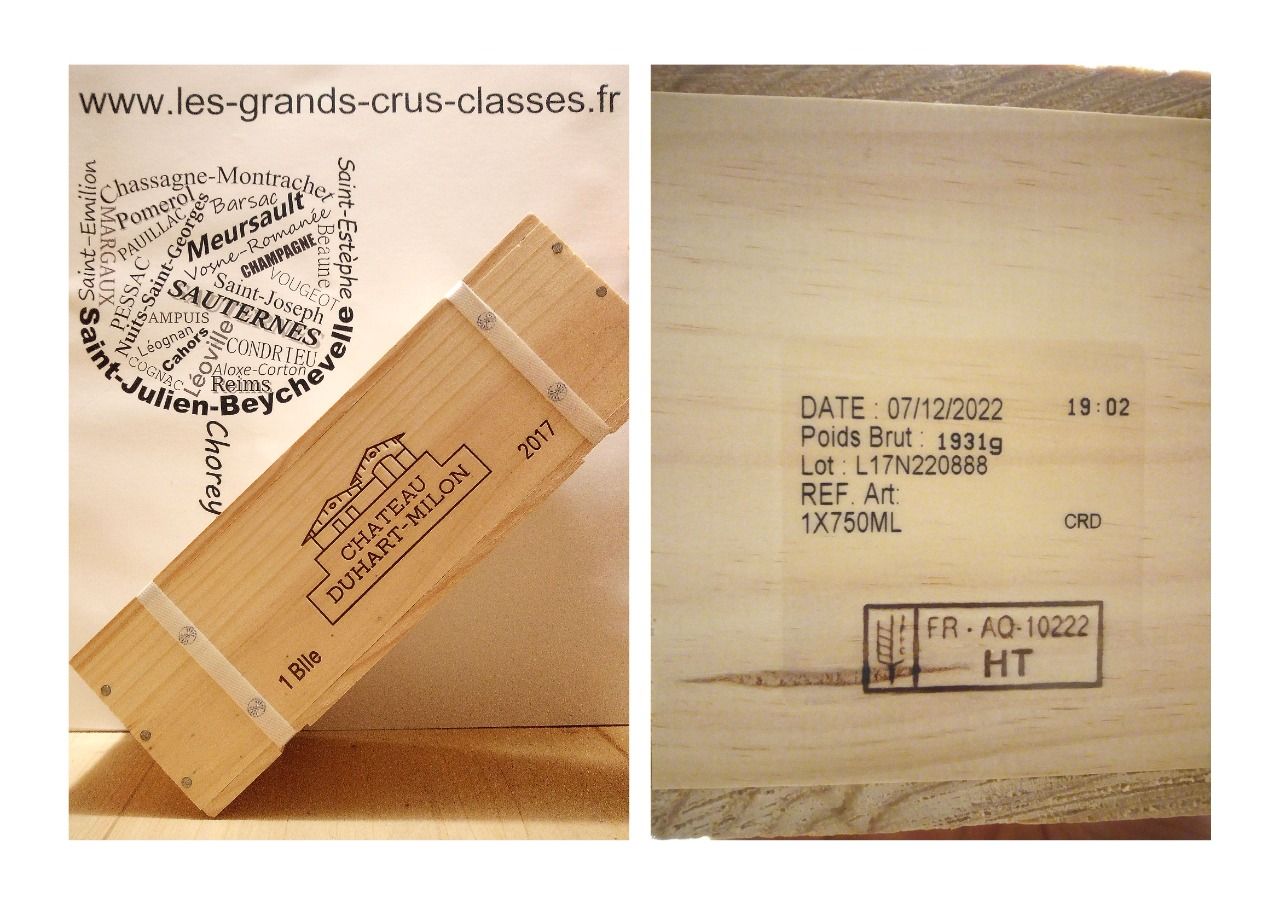 www.les-grands-crus-classes.fr
Saint-Emilion
Chassagne-Montrachet
Saint-Estèphe
MARGAUX
Pomerol
Barsac
PAUILLAC
Meursault
Beaune
Nuits-Saint-Georges
Vosne-Romanée
CHAMPAGNE
PESSAC
VOUGEOT
Saint-Joseph
SAUTERNES
AMPUIS
Léognan
Cahors
Léoville
CONDRIEU
COGNAC
Aloxe-Corton
Reims
Saint-Julien-Beychevelle
Chorey
2017
CHATEAU
DUHART-MILON
1 Blle
DATE : 07/12/2022 19:02
Poids Brut : 1931g
Lot : L17N220888
REF. Art:
1X750ML CRD
FR - AQ-10222
HT